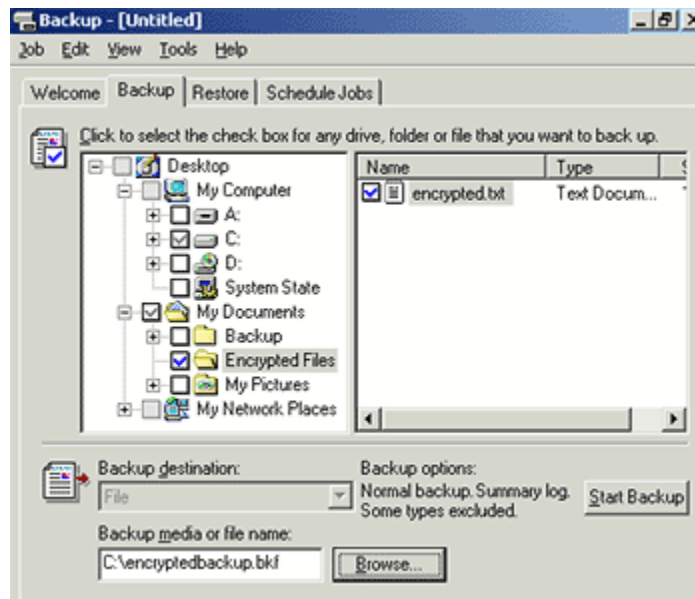 Backup - [Untitled]
Job Edit View Tools Help
Welcome Backup Restore Schedule Jobs
Click to select the check box for any drive, folder or file that you want to back up.
Desktop
My Computer
A:
C:
D:
System State
My Documents
Backup
Encrypted Files
My Pictures
My Network Places
Name Type
encrypted.txt Text Docum...
Backup destination:
File
Backup media or file name:
C:\encryptedbackup.bkf
Browse...
Backup options:
Normal backup. Summary log.
Some types excluded.
Start Backup